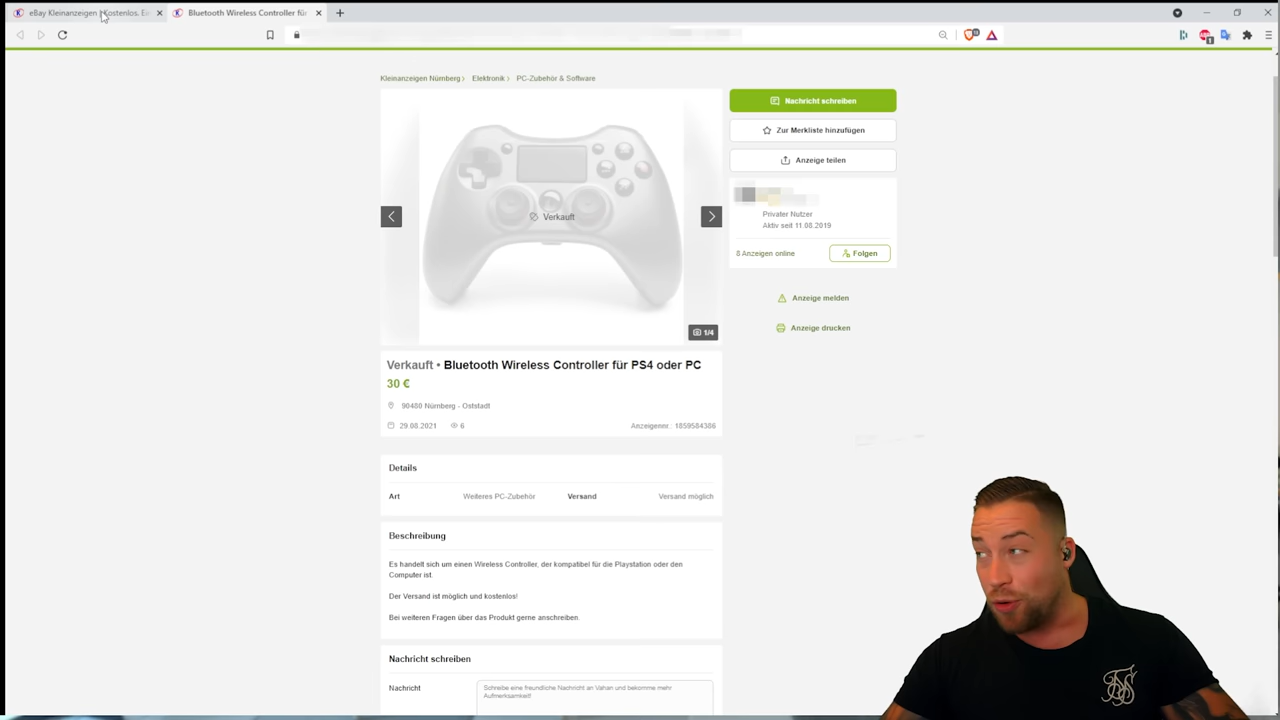 eBay Kleinanzeigen | Kostenlos. Ei
Bluetooth Wireless Controller für
Kleinanzeigen Nürnberg
Elektronik
PC-Zubehör & Software
Verkauft
1/4
Nachricht schreiben
Zur Merkliste hinzufügen
Anzeige teilen
Privater Nutzer
Aktiv seit 11.08.2019
8 Anzeigen online
Folgen
Anzeige melden
Anzeige drucken
Verkauft • Bluetooth Wireless Controller für PS4 oder PC
30 €
90480 Nürnberg - Oststadt
29.08.2021 6 Anzeigennr.: 1859584386
Details
Art Weiteres PC-Zubehör Versand Versand möglich
Beschreibung
Es handelt sich um einen Wireless Controller, der kompatibel für die Playstation oder den
Computer ist.
Der Versand ist möglich und kostenlos!
Bei weiteren Fragen über das Produkt gerne anschreiben.
Nachricht schreiben
Nachricht
Schreibe eine freundliche Nachricht an Vahan und bekomme mehr
Aufmerksamkeit!